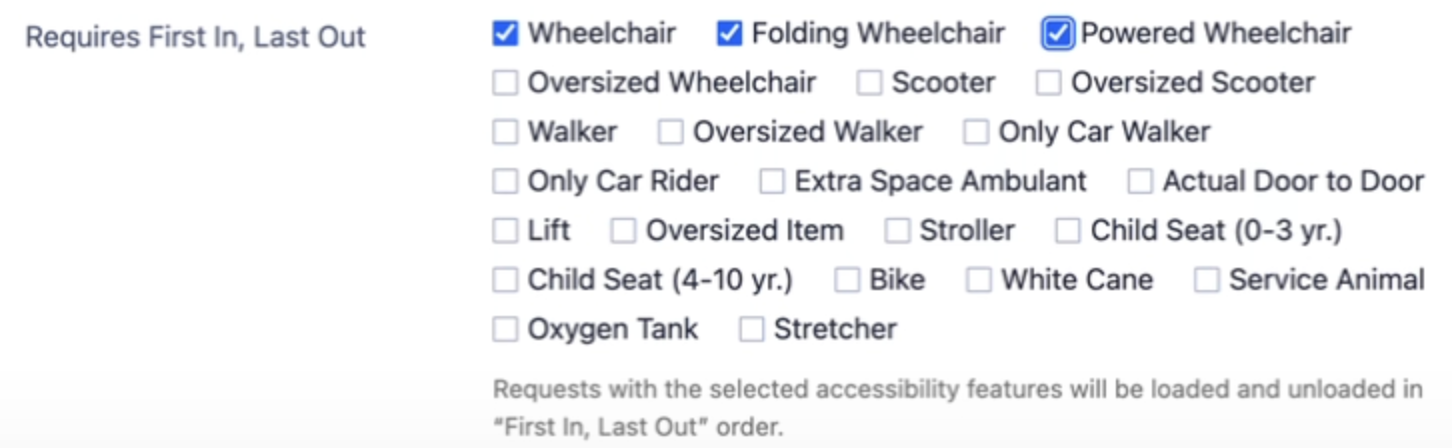 Requires First In, Last Out
Wheelchair Folding Wheelchair Powered Wheelchair
Oversized Wheelchair Scooter Oversized Scooter
Walker Oversized Walker Only Car Walker
Only Car Rider Extra Space Ambulant Actual Door to Door
Lift Oversized Item Stroller Child Seat (0-3 yr.)
Child Seat (4-10 yr.) Bike White Cane Service Animal
Oxygen Tank Stretcher
Requests with the selected accessibility features will be loaded and unloaded in
“First In, Last Out” order.